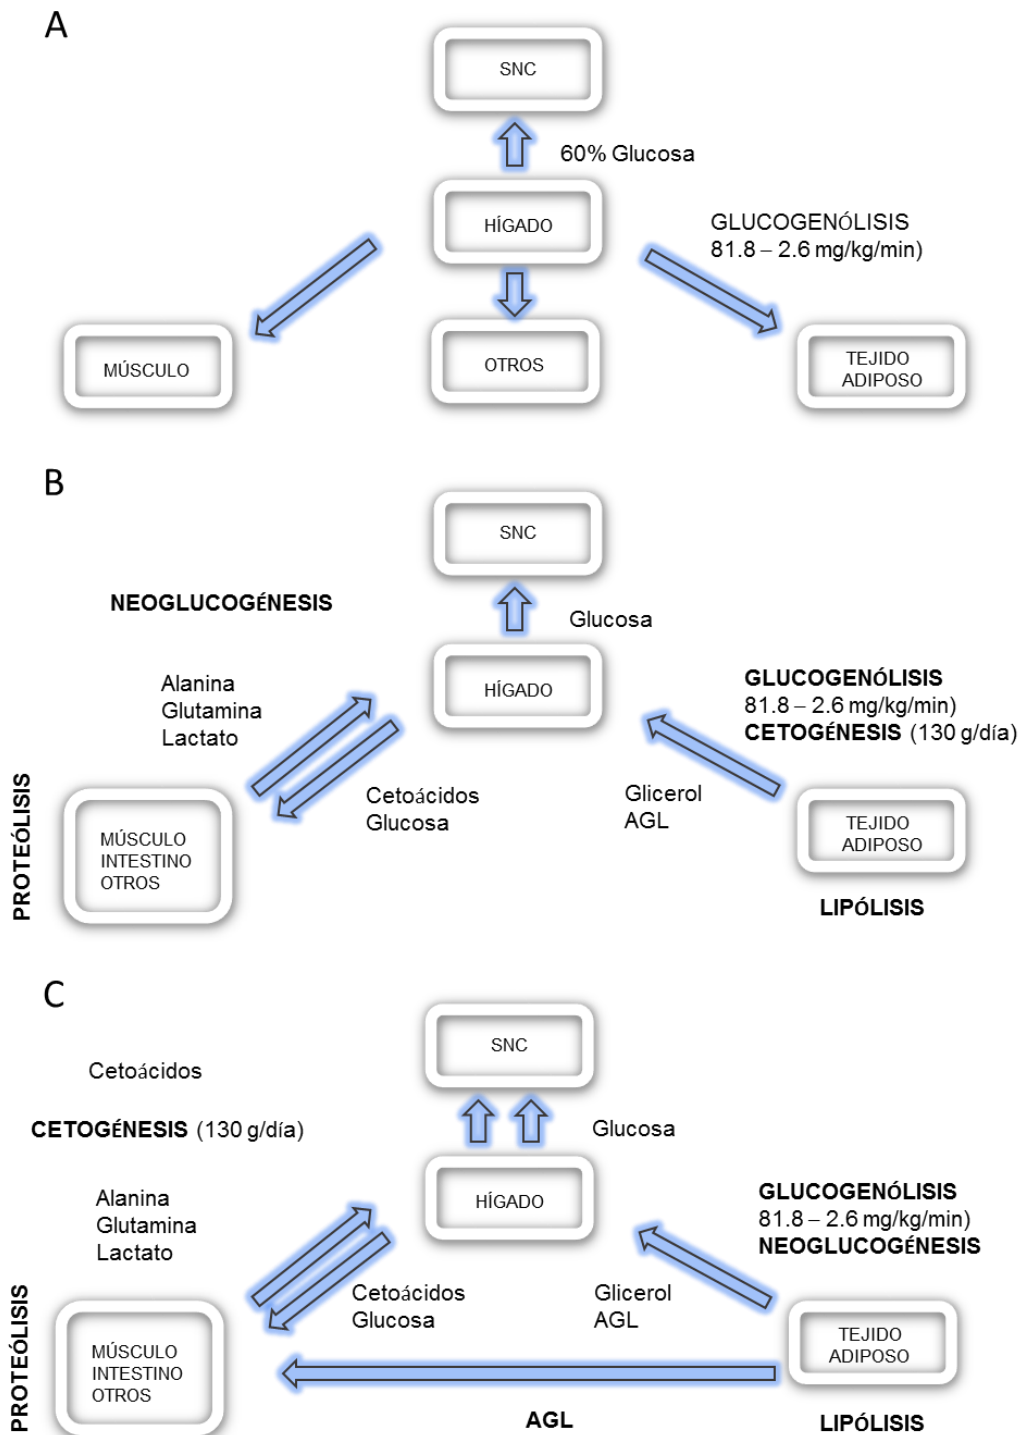 A
SNC
60% Glucosa
HÍGADO
GLUCOGENÓLISIS
81.8 – 2.6 mg/kg/min)
MÚSCULO
OTROS
TEJIDO
ADIPOSO
B
SNC
NEOGLUCOGÉNESIS
Glucosa
HÍGADO
Alanina
Glutamina
Lactato
GLUCOGENÓLISIS
81.8 – 2.6 mg/kg/min)
CETOGÉNESIS (130 g/día)
Cetoácidos
Glucosa
Glicerol
AGL
PROTEÓLISIS
MÚSCULO
INTESTINO
OTROS
TEJIDO
ADIPOSO
LIPÓLISIS
C
SNC
Cetoácidos
CETOGÉNESIS (130 g/día)
Glucosa
HÍGADO
Alanina
Glutamina
Lactato
GLUCOGENÓLISIS
81.8 – 2.6 mg/kg/min)
NEOGLUCOGÉNESIS
Cetoácidos
Glucosa
Glicerol
AGL
PROTEÓLISIS
MÚSCULO
INTESTINO
OTROS
TEJIDO
ADIPOSO
AGL
LIPÓLISIS